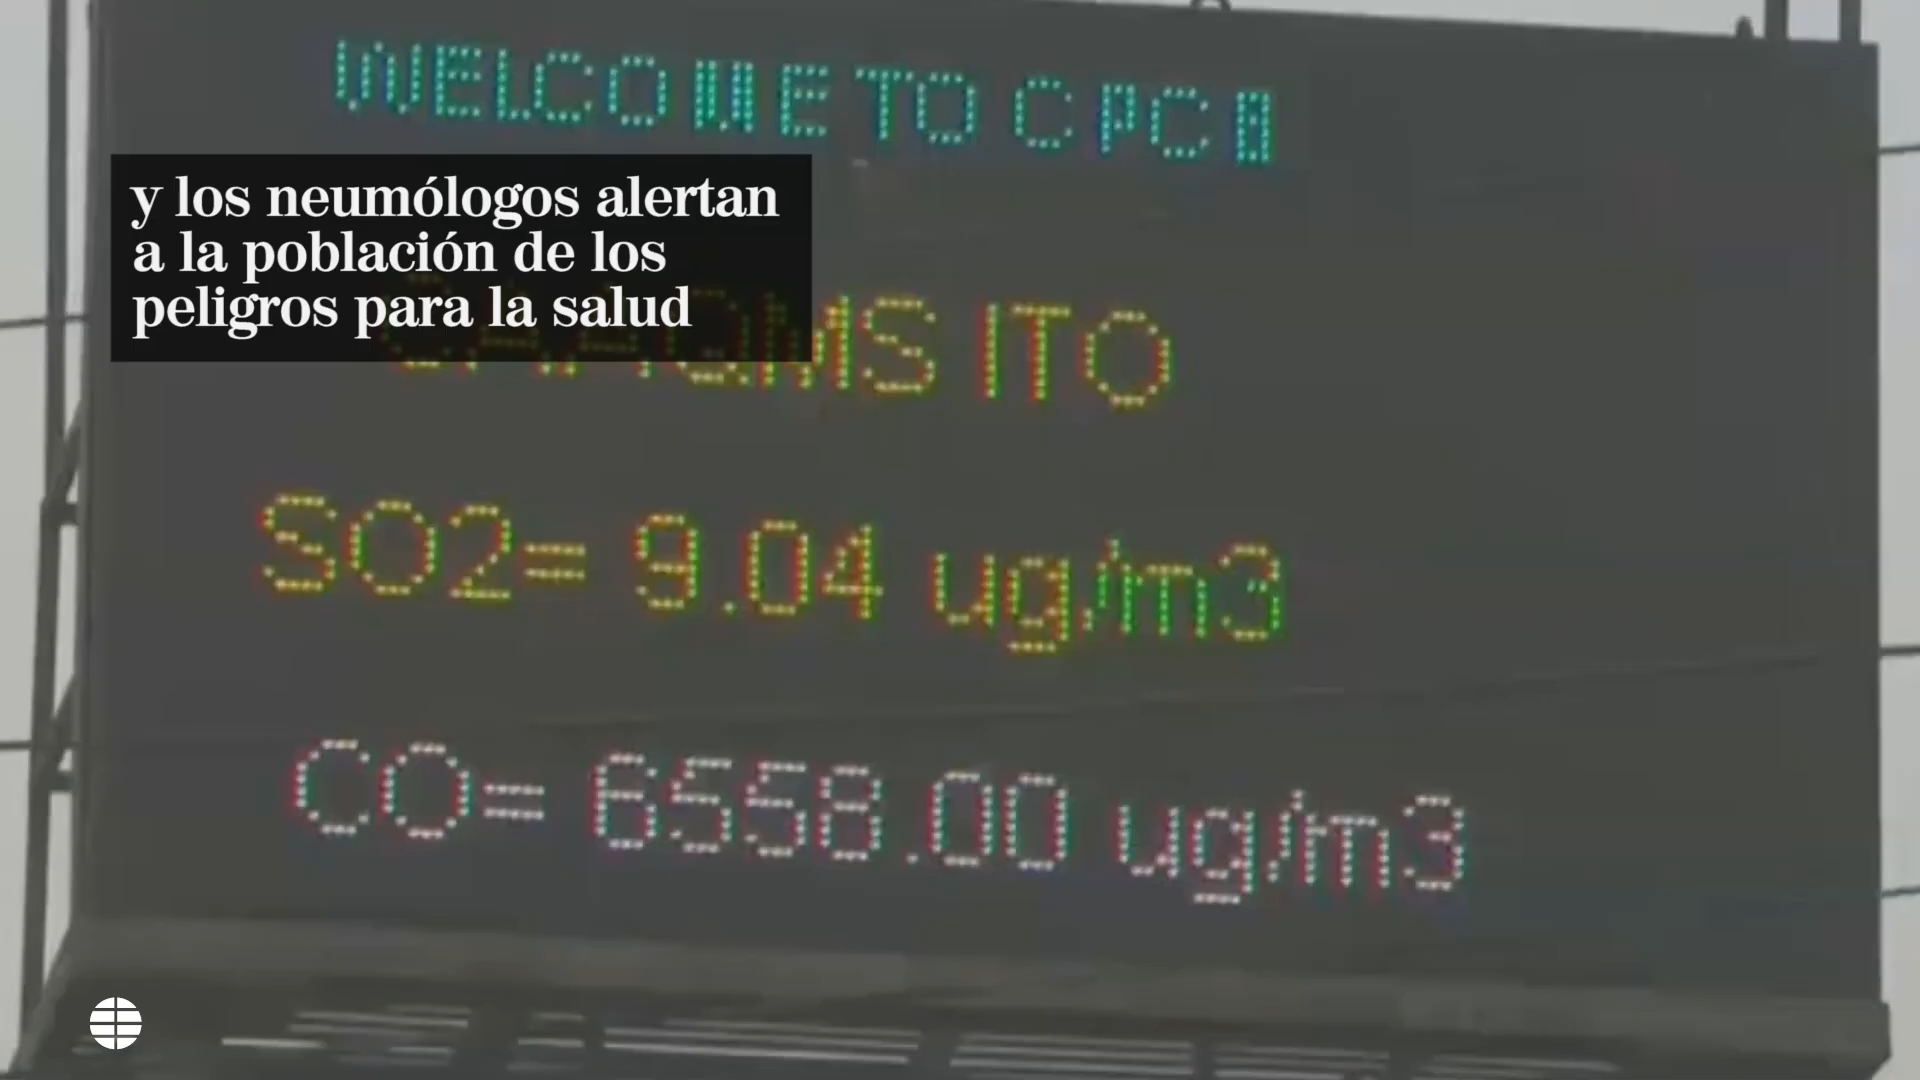 WELCOME TO CPCB
y los neumólogos alertan
a la población de los
peligros para la salud
CAAQMS ITO
SO2= 9.04 ug/m3
CO= 6558.00 ug/m3